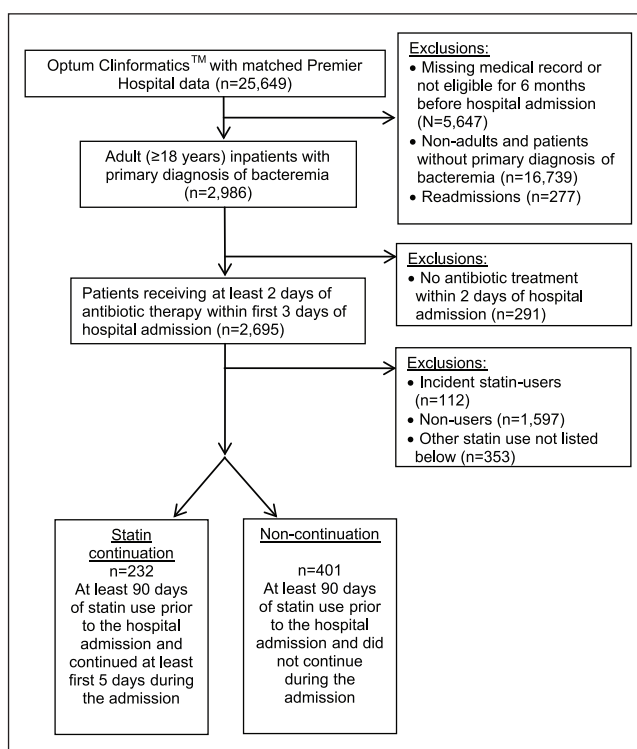 Optum Clinformatics™ with matched Premier
Hospital data (n=25,649)
Exclusions:
• Missing medical record or
not eligible for 6 months
before hospital admission
(N=5,647)
• Non-adults and patients
without primary diagnosis of
bacteremia (n=16,739)
• Readmissions (n=277)
Adult (≥18 years) inpatients with
primary diagnosis of bacteremia
(n=2,986)
Exclusions:
• No antibiotic treatment
within 2 days of hospital
admission (n=291)
Patients receiving at least 2 days of
antibiotic therapy within first 3 days of
hospital admission (n=2,695)
Exclusions:
• Incident statin-users
(n=112)
• Non-users (n=1,597)
• Other statin use not listed
below (n=353)
Statin
continuation
n=232
At least 90 days
of statin use prior
to the hospital
admission and
continued at least
first 5 days during
the admission
Non-continuation
n=401
At least 90 days
of statin use prior
to the hospital
admission and did
not continue
during the
admission